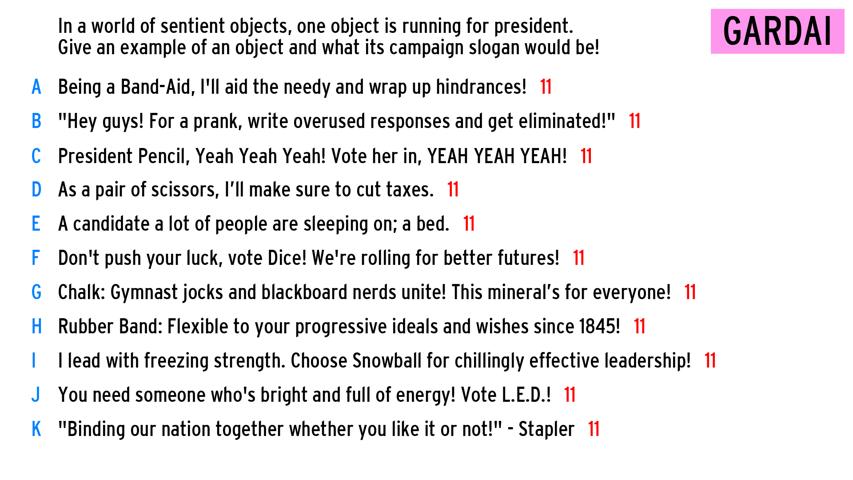 In a world of sentient objects, one object is running for president.
Give an example of an object and what its campaign slogan would be!
GARDAI
A Being a Band-Aid, I'll aid the needy and wrap up hindrances! 11
B "Hey guys! For a prank, write overused responses and get eliminated!" 11
C President Pencil, Yeah Yeah Yeah! Vote her in, YEAH YEAH YEAH! 11
D As a pair of scissors, I’ll make sure to cut taxes. 11
E A candidate a lot of people are sleeping on; a bed. 11
F Don't push your luck, vote Dice! We're rolling for better futures! 11
G Chalk: Gymnast jocks and blackboard nerds unite! This mineral’s for everyone! 11
H Rubber Band: Flexible to your progressive ideals and wishes since 1845! 11
I I lead with freezing strength. Choose Snowball for chillingly effective leadership! 11
J You need someone who's bright and full of energy! Vote L.E.D.! 11
K "Binding our nation together whether you like it or not!" - Stapler 11